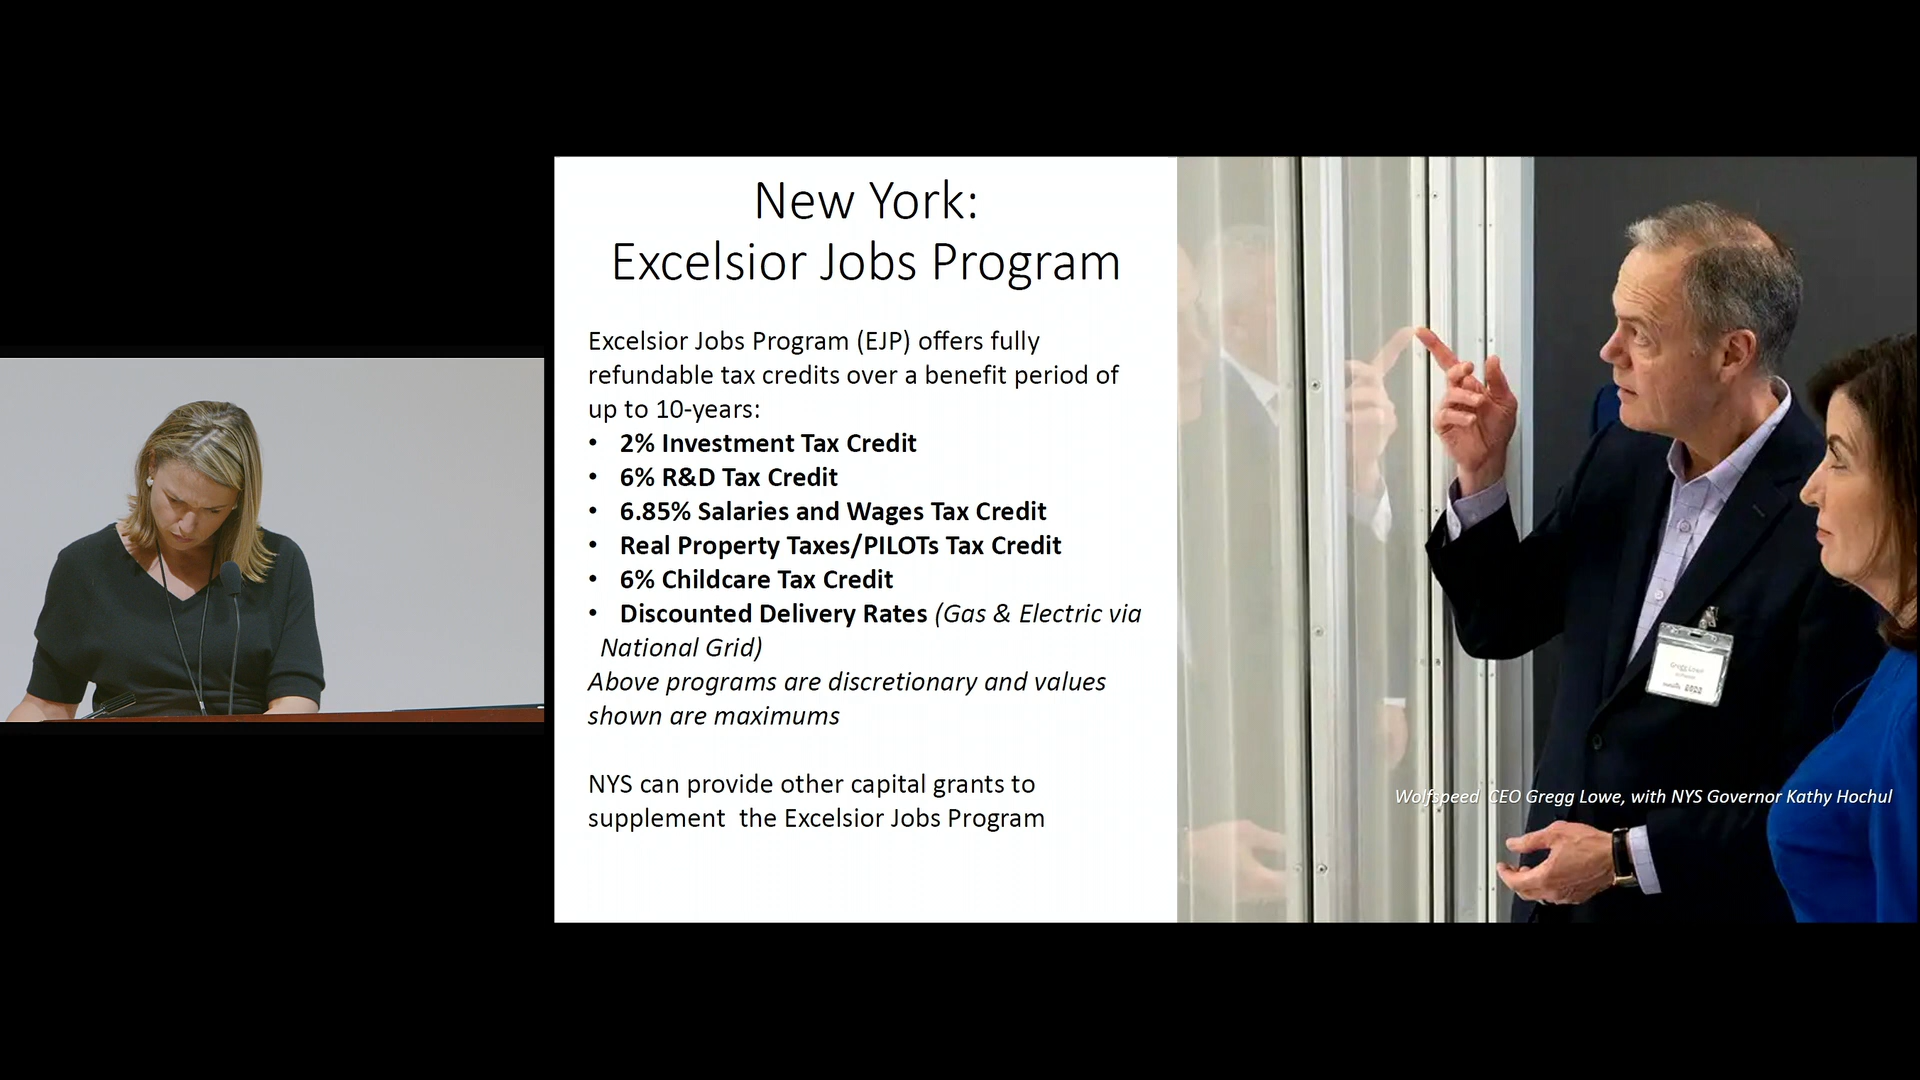 New York:
Excelsior Jobs Program
Excelsior Jobs Program (EJP) offers fully
refundable tax credits over a benefit period of
up to 10-years:
• 2% Investment Tax Credit
• 6% R&D Tax Credit
• 6.85% Salaries and Wages Tax Credit
• Real Property Taxes/PILOTs Tax Credit
• 6% Childcare Tax Credit
• Discounted Delivery Rates (Gas & Electric via
National Grid)
Above programs are discretionary and values
shown are maximums
NYS can provide other capital grants to
supplement the Excelsior Jobs Program
Gregg Lowe
Wolfspeed CEO Gregg Lowe, with NYS Governor Kathy Hochul